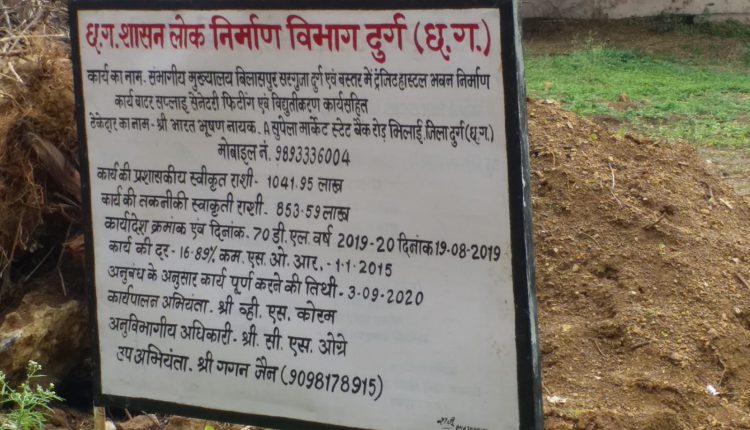 छ.ग. शासन लोक निर्माण विभाग दुर्ग (छ.ग.)
कार्य का नाम- संभागीय मुख्यालय बिलासपुर सरगुजा दुर्ग एवं बस्तर में ट्रांजिट हास्टल भवन निर्माण
कार्य वाटर सप्लाई सेनेटरी फिटींग एवं विद्युतीकरण कार्यसहित
ठेकेदार का नाम- श्री भारत भूषण नायक. A सुपेला मार्केट स्टेट बैंक रोड़ भिलाई, जिला दुर्ग (छ.ग.)
मोबाइल नं. 9893336004
कार्य की प्रशासकीय स्वीकृत राशी- 1041.95 लाख
कार्य की तकनीकी स्वाकृती राशी- 853.59 लाख
कार्यादेश क्रमांक एवं दिनांक. 70 डी.एल. वर्ष 2019-20 दिनांक 19-08-2019
कार्य की दर- 16.89% कम. एस. ओ. आर. - 1-1-2015
अनुबंध के अनुसार कार्य पूर्ण करने की तिथी- 3-09-2020
कार्यपालन अभियंता- श्री व्ही. एस. कोरम
अनुविभागीय अधिकारी- श्री. सी. एस. ओग्रे
उप अभियंता. श्री गगन जैन (9098178915)